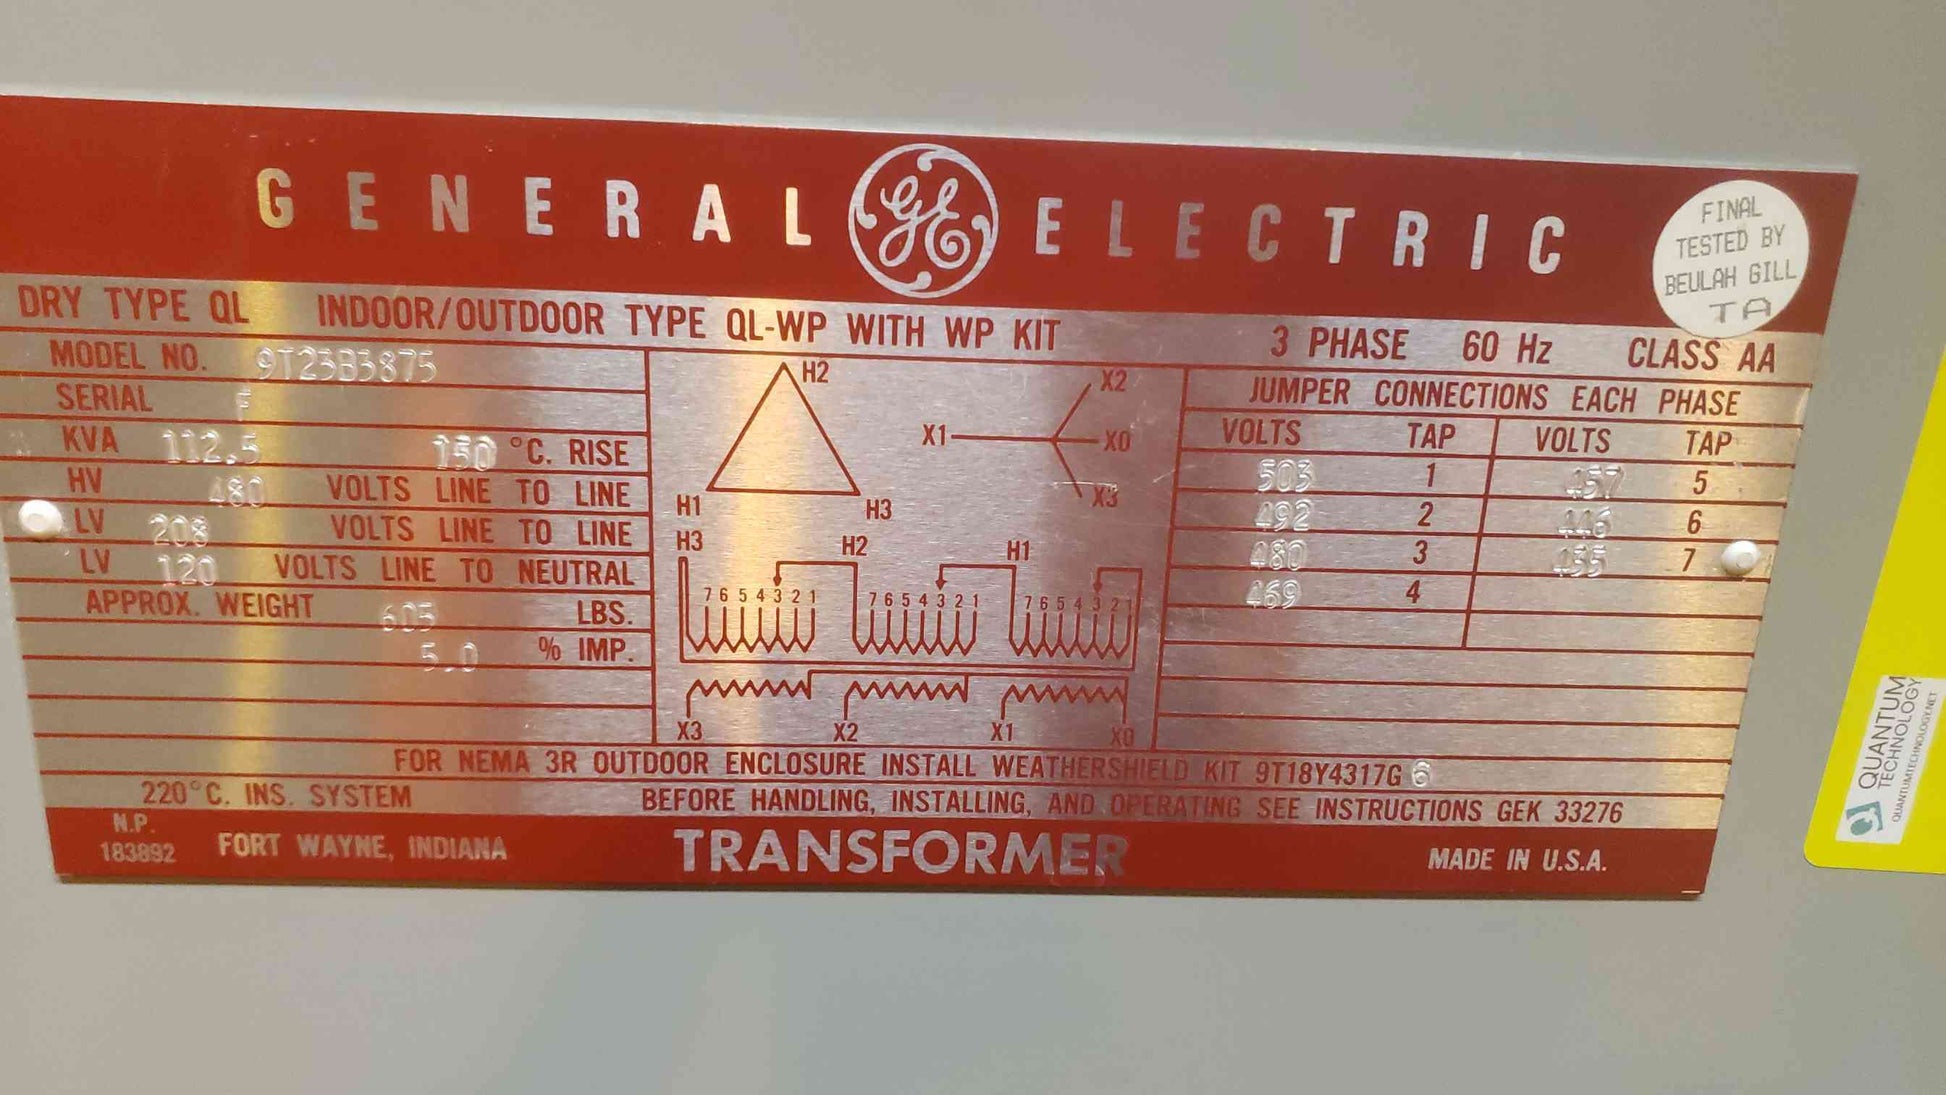 GENERAL GE ELECTRIC
FINAL
TESTED BY
BEULAH GILL
TA
DRY TYPE QL INDOOR/OUTDOOR TYPE QL-WP WITH WP KIT 3 PHASE 60 Hz CLASS AA
MODEL NO. 9T23B3875
SERIAL F
KVA 112.5 150 °C. RISE
HV 480 VOLTS LINE TO LINE
LV 208 VOLTS LINE TO LINE
LV 120 VOLTS LINE TO NEUTRAL
APPROX. WEIGHT 605 LBS.
5.0 % IMP.
H2
H1 H3
X2
X1 X0
X3
H3 H2 H1
7 6 5 4 3 2 1 7 6 5 4 3 2 1 7 6 5 4 3 2 1
X3 X2 X1 X0
JUMPER CONNECTIONS EACH PHASE
VOLTS TAP VOLTS TAP
503 1 457 5
492 2 446 6
480 3 435 7
469 4
FOR NEMA 3R OUTDOOR ENCLOSURE INSTALL WEATHERSHIELD KIT 9T18Y4317G 6
220°C. INS. SYSTEM BEFORE HANDLING, INSTALLING, AND OPERATING SEE INSTRUCTIONS GEK 33276
N.P.
183892 FORT WAYNE, INDIANA TRANSFORMER MADE IN U.S.A.
QUANTUM
TECHNOLOGY
QUANTUMTECHNOLOGY.NET